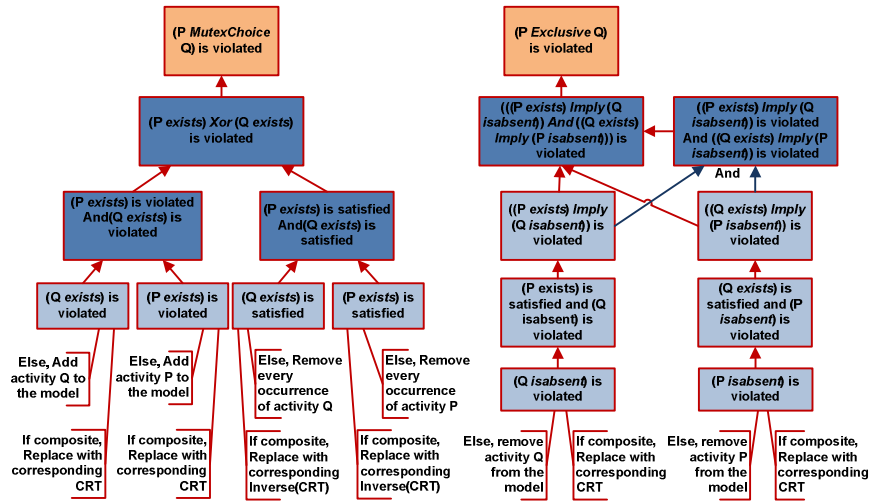 (P MutexChoice
Q) is violated
(P exists) Xor (Q exists)
is violated
(P exists) is violated
And(Q exists) is
violated
(P exists) is satisfied
And(Q exists) is
satisfied
(Q exists) is
violated
(P exists) is
violated
(Q exists) is
satisfied
(P exists) is
satisfied
Else, Add
activity Q to
the model
Else, Add
activity P to
the model
Else, Remove
every
occurrence
of activity Q
Else, Remove
every
occurrence
of activity P
If composite,
Replace with
corresponding
CRT
If composite,
Replace with
corresponding
CRT
If composite,
Replace with
corresponding
Inverse(CRT)
If composite,
Replace with
corresponding
Inverse(CRT)
(P Exclusive Q)
is violated
(((P exists) Imply (Q
isabsent)) And ((Q exists)
Imply (P isabsent))) is
violated
((P exists) Imply (Q
isabsent)) is violated
And ((Q exists) Imply (P
isabsent)) is violated
And
((P exists) Imply
(Q isabsent)) is
violated
((Q exists) Imply
(P isabsent)) is
violated
(P exists) is
satisfied and (Q
isabsent) is
violated
(Q exists) is
satisfied and (P
isabsent) is
violated
(Q isabsent) is
violated
(P isabsent) is
violated
Else, remove
activity Q
from the
model
If composite,
Replace with
corresponding
CRT
Else, remove
activity P
from the
model
If composite,
Replace with
corresponding
CRT